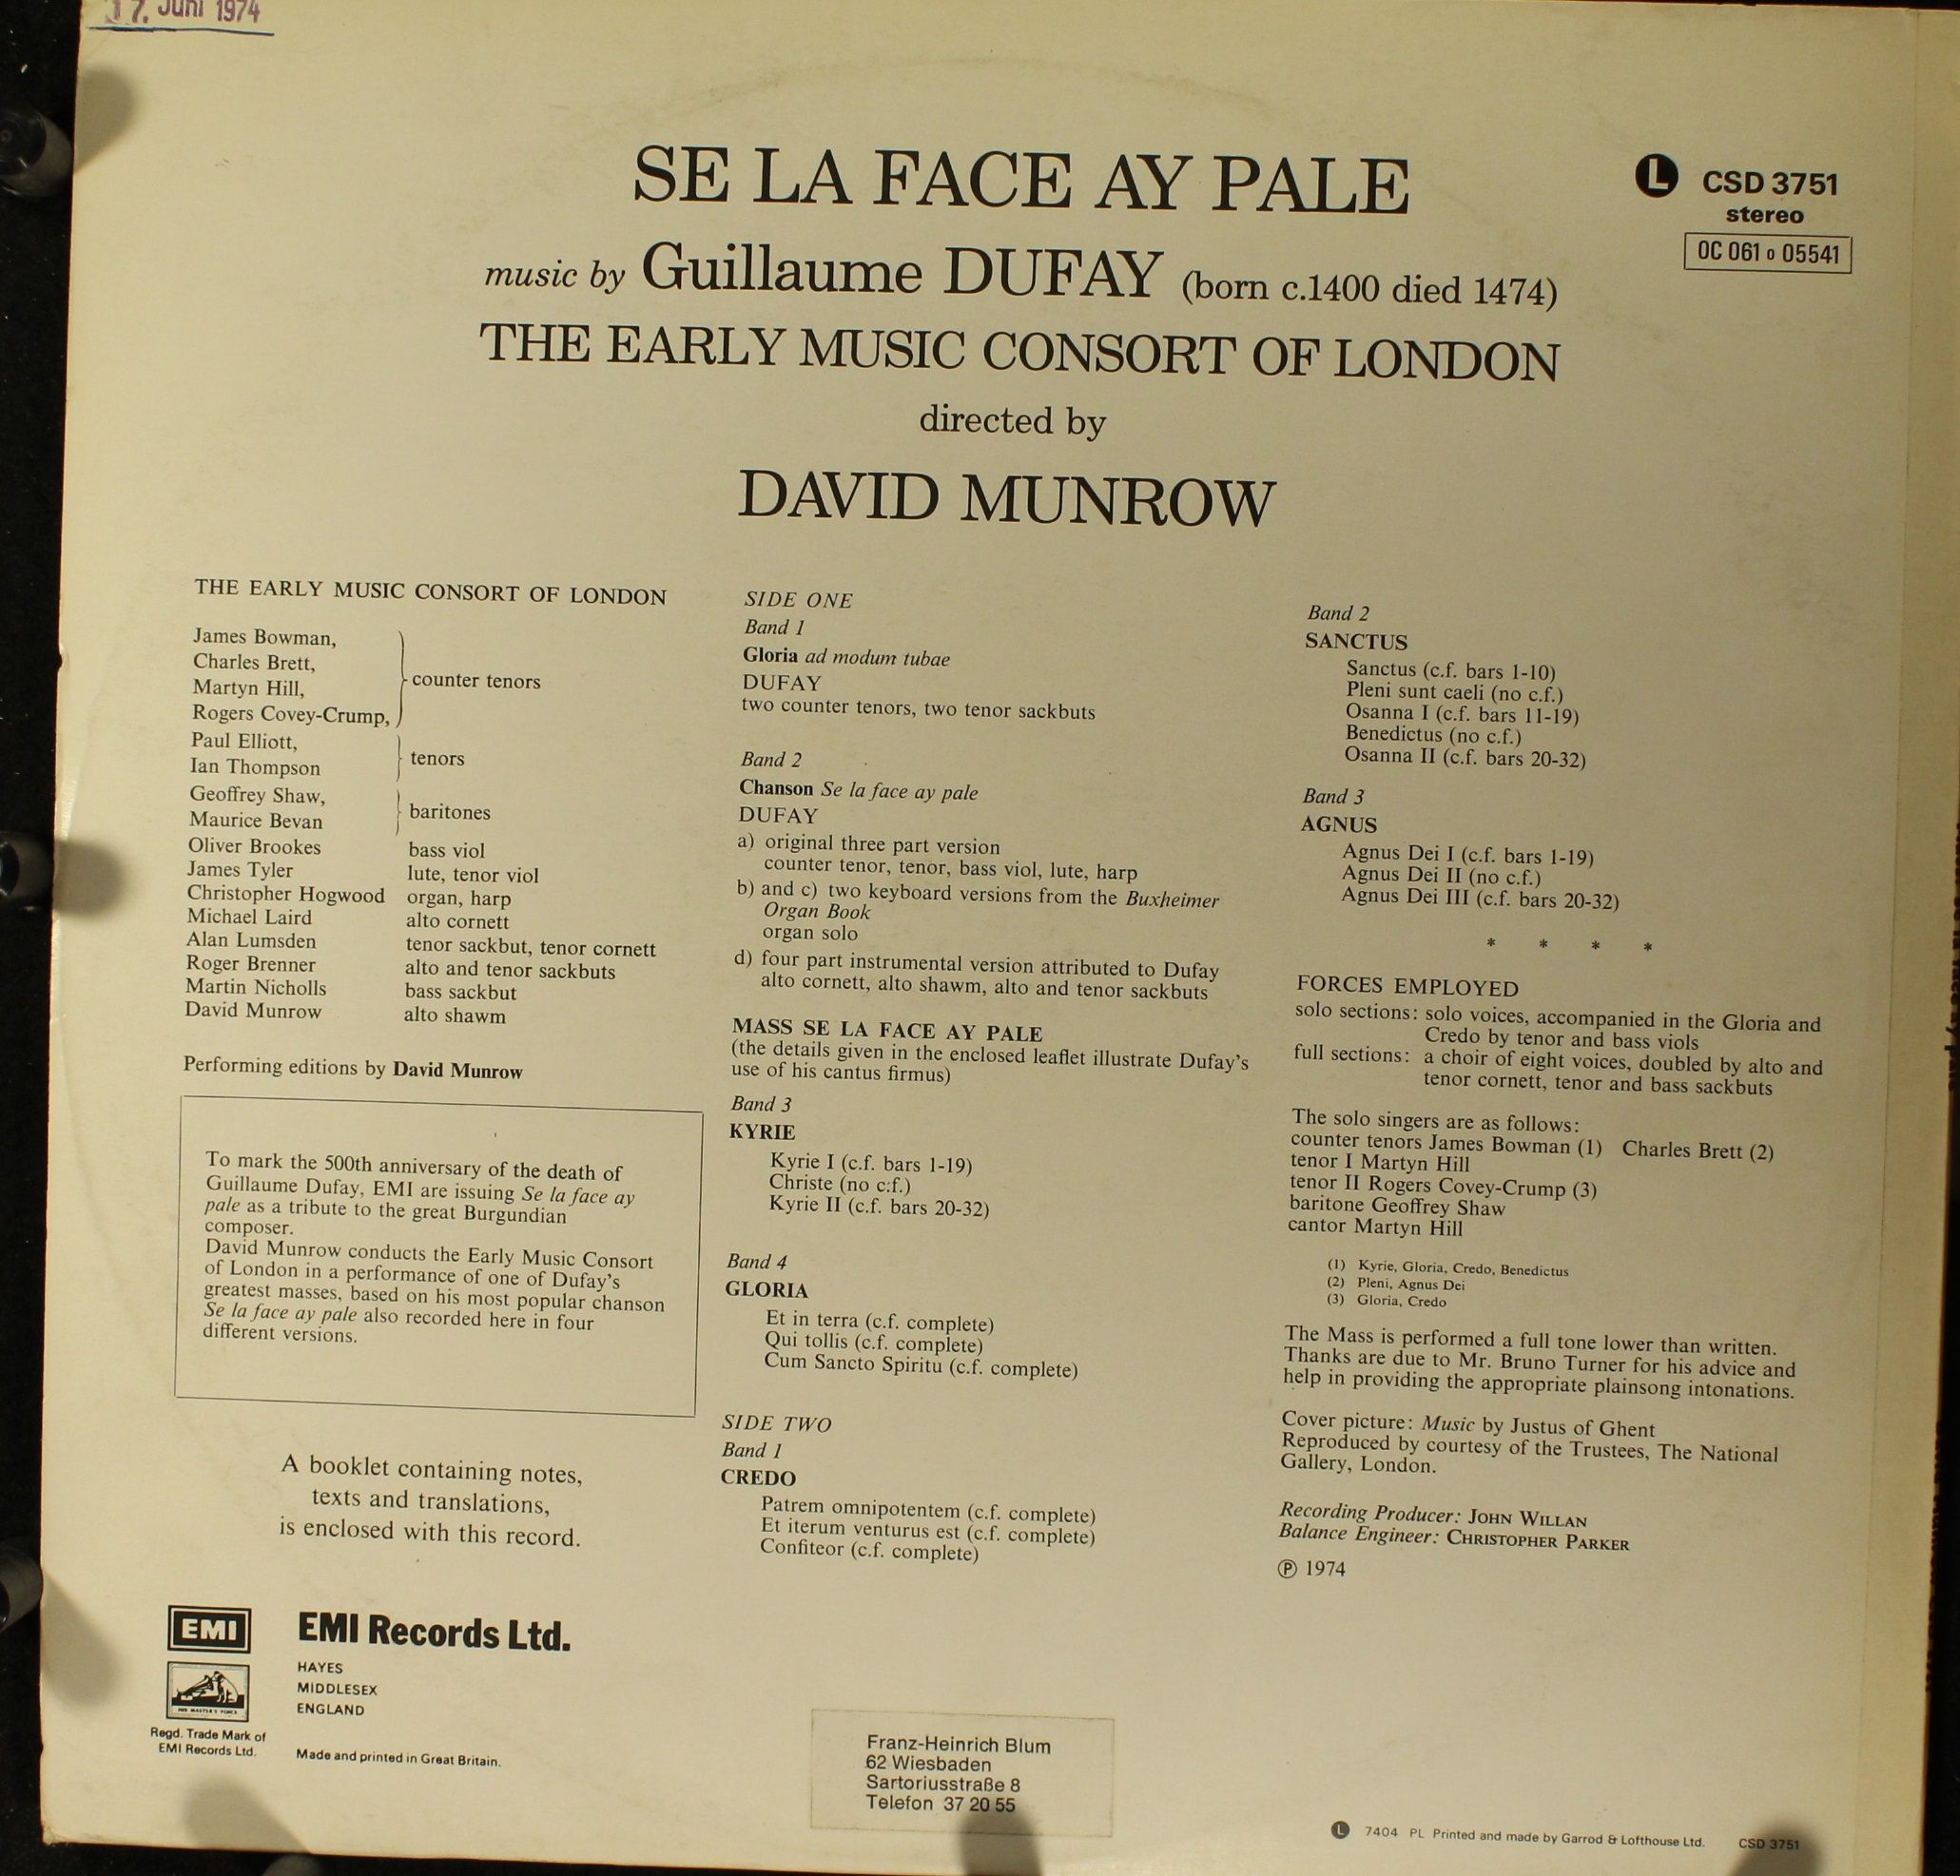 17. Juni 1974
SE LA FACE AY PALE
music by Guillaume DUFAY (born c.1400 died 1474)
THE EARLY MUSIC CONSORT OF LONDON
directed by
DAVID MUNROW
L CSD 3751
stereo
0C 061 o 05541
THE EARLY MUSIC CONSORT OF LONDON
James Bowman,
Charles Brett,
Martyn Hill,
Rogers Covey-Crump,
counter tenors
Paul Elliott,
Ian Thompson
tenors
Geoffrey Shaw,
Maurice Bevan
baritones
Oliver Brookes bass viol
James Tyler lute, tenor viol
Christopher Hogwood organ, harp
Michael Laird alto cornett
Alan Lumsden tenor sackbut, tenor cornett
Roger Brenner alto and tenor sackbuts
Martin Nicholls bass sackbut
David Munrow alto shawm
Performing editions by David Munrow
To mark the 500th anniversary of the death of
Guillaume Dufay, EMI are issuing Se la face ay
pale as a tribute to the great Burgundian
composer.
David Munrow conducts the Early Music Consort
of London in a performance of one of Dufay's
greatest masses, based on his most popular chanson
Se la face ay pale also recorded here in four
different versions.
A booklet containing notes,
texts and translations,
is enclosed with this record.
EMI
HIS MASTER'S VOICE
Regd. Trade Mark of
EMI Records Ltd.
EMI Records Ltd.
HAYES
MIDDLESEX
ENGLAND
Made and printed in Great Britain.
SIDE ONE
Band 1
Gloria ad modum tubae
DUFAY
two counter tenors, two tenor sackbuts
Band 2
Chanson Se la face ay pale
DUFAY
a) original three part version
counter tenor, tenor, bass viol, lute, harp
b) and c) two keyboard versions from the Buxheimer
Organ Book
organ solo
d) four part instrumental version attributed to Dufay
alto cornett, alto shawm, alto and tenor sackbuts
MASS SE LA FACE AY PALE
(the details given in the enclosed leaflet illustrate Dufay's
use of his cantus firmus)
Band 3
KYRIE
Kyrie I (c.f. bars 1-19)
Christe (no c.f.)
Kyrie II (c.f. bars 20-32)
Band 4
GLORIA
Et in terra (c.f. complete)
Qui tollis (c.f. complete)
Cum Sancto Spiritu (c.f. complete)
SIDE TWO
Band 1
CREDO
Patrem omnipotentem (c.f. complete)
Et iterum venturus est (c.f. complete)
Confiteor (c.f. complete)
Franz-Heinrich Blum
62 Wiesbaden
Sartoriusstraße 8
Telefon 37 20 55
Band 2
SANCTUS
Sanctus (c.f. bars 1-10)
Pleni sunt caeli (no c.f.)
Osanna I (c.f. bars 11-19)
Benedictus (no c.f.)
Osanna II (c.f. bars 20-32)
Band 3
AGNUS
Agnus Dei I (c.f. bars 1-19)
Agnus Dei II (no c.f.)
Agnus Dei III (c.f. bars 20-32)
* * * *
FORCES EMPLOYED
solo sections: solo voices, accompanied in the Gloria and
Credo by tenor and bass viols
full sections: a choir of eight voices, doubled by alto and
tenor cornett, tenor and bass sackbuts
The solo singers are as follows:
counter tenors James Bowman (1) Charles Brett (2)
tenor I Martyn Hill
tenor II Rogers Covey-Crump (3)
baritone Geoffrey Shaw
cantor Martyn Hill
(1) Kyrie, Gloria, Credo, Benedictus
(2) Pleni, Agnus Dei
(3) Gloria, Credo
The Mass is performed a full tone lower than written.
Thanks are due to Mr. Bruno Turner for his advice and
help in providing the appropriate plainsong intonations.
Cover picture: Music by Justus of Ghent
Reproduced by courtesy of the Trustees, The National
Gallery, London.
Recording Producer: JOHN WILLAN
Balance Engineer: CHRISTOPHER PARKER
℗ 1974
L 7404 PL Printed and made by Garrod & Lofthouse Ltd. CSD 3751